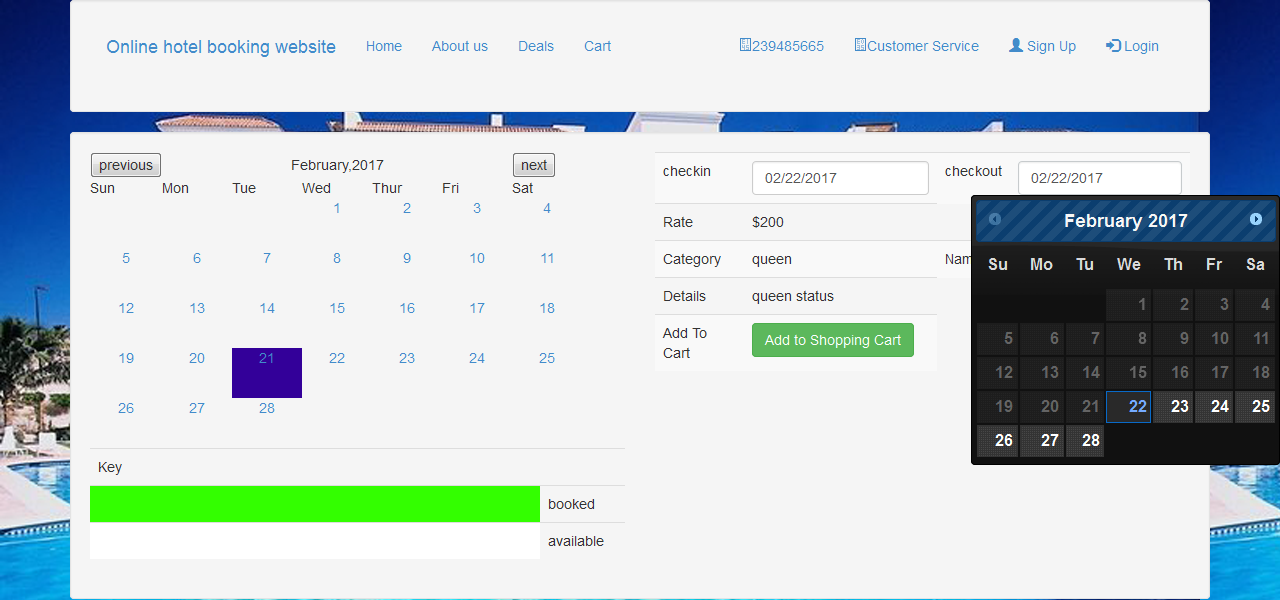 Online hotel booking website Home About us Deals Cart 239485665 Customer Service Sign Up Login
previous February,2017 next
Sun Mon Tue Wed Thur Fri Sat
1 2 3 4
5 6 7 8 9 10 11
12 13 14 15 16 17 18
19 20 21 22 23 24 25
26 27 28
Key
booked
available
checkin 02/22/2017 checkout 02/22/2017
Rate $200
Category queen Nam
Details queen status
Add To
Cart
Add to Shopping Cart
February 2017
Su Mo Tu We Th Fr Sa
1 2 3 4
5 6 7 8 9 10 11
12 13 14 15 16 17 18
19 20 21 22 23 24 25
26 27 28